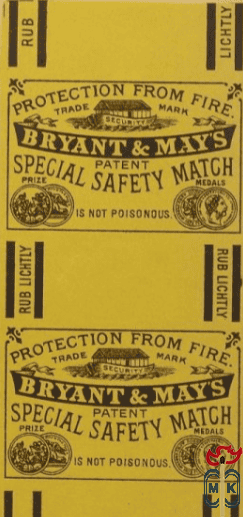 RUB LIGHTLY
PROTECTION FROM FIRE.
TRADE MARK
SECURITY
BRYANT & MAY'S
PATENT
SPECIAL SAFETY MATCH
PRIZE MEDALS
IS NOT POISONOUS.
RUB LIGHTLY RUB LIGHTLY
PROTECTION FROM FIRE.
TRADE MARK
SECURITY
BRYANT & MAY'S
PATENT
SPECIAL SAFETY MATCH
PRIZE MEDALS
IS NOT POISONOUS.
M K